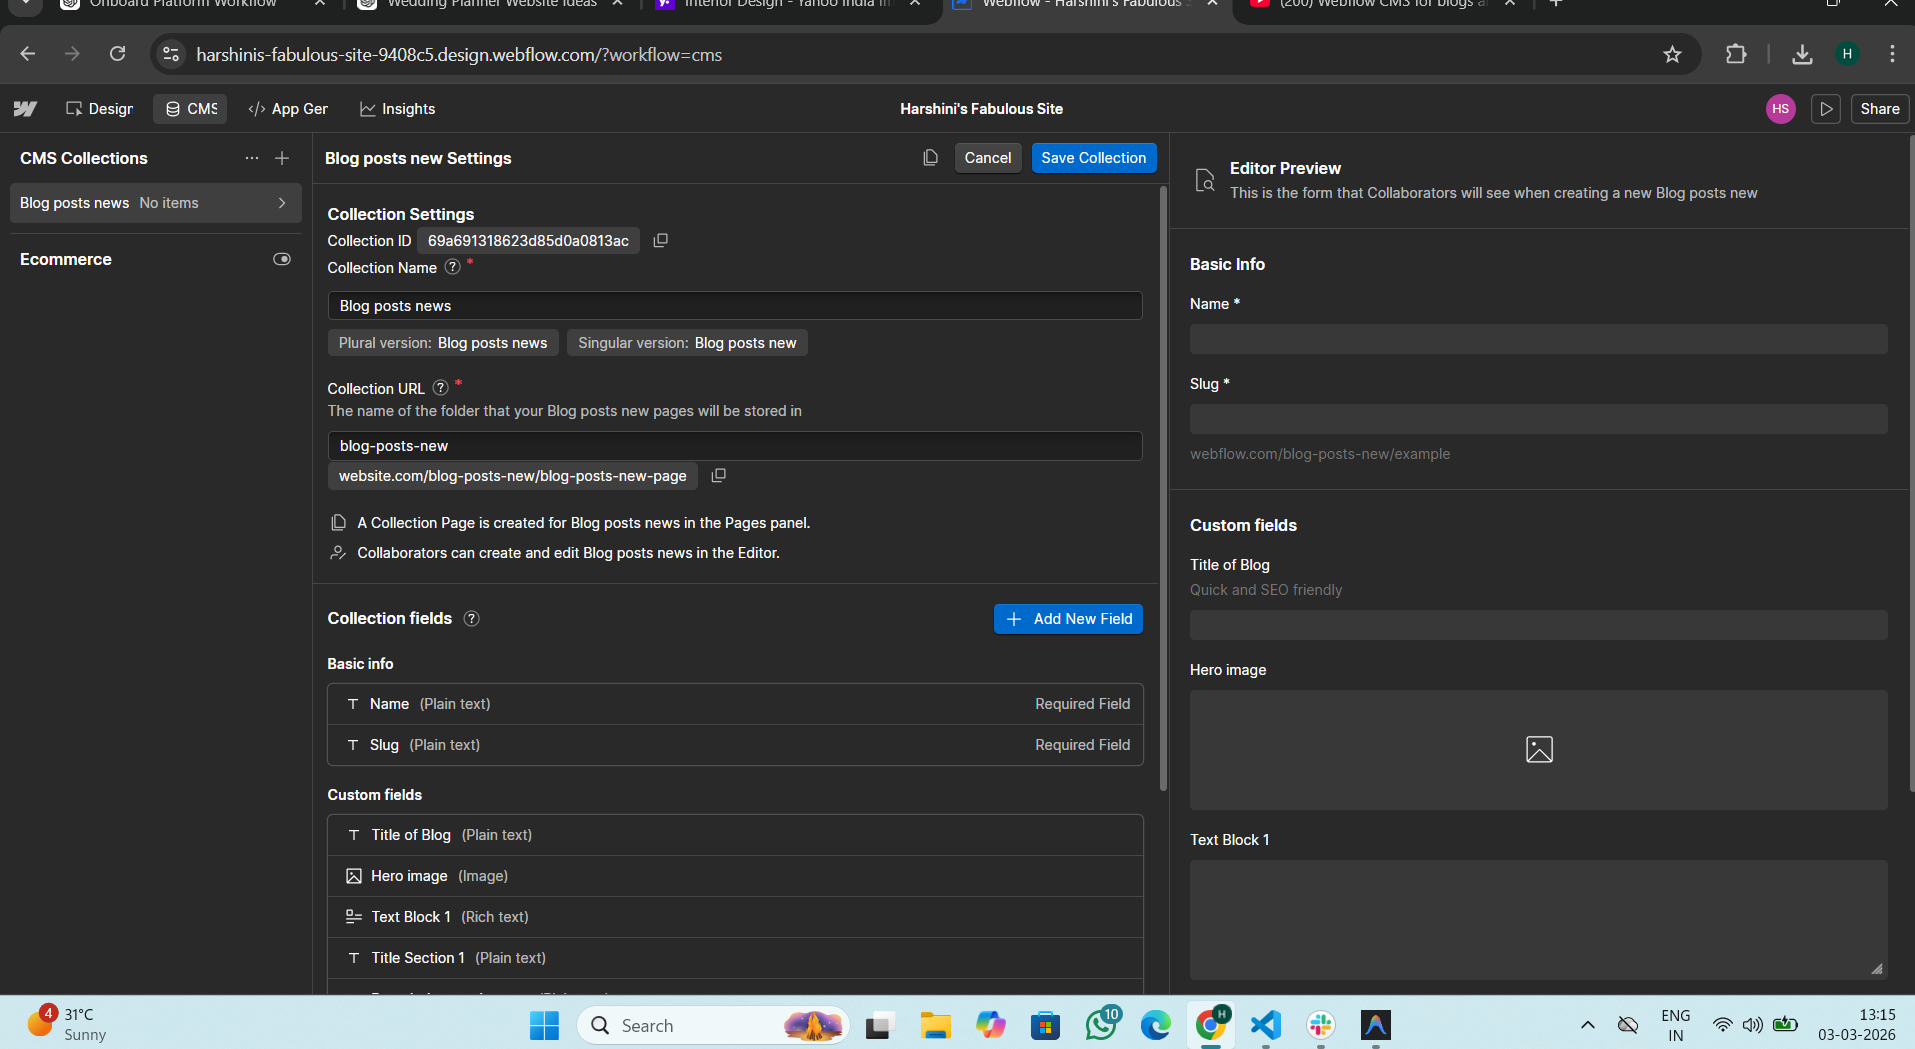 Onboard Platform Workflow
Wedding Planner Website Ideas
Interior Design - Yahoo India
Webflow - Harshini's Fabulous
(200) Webflow CMS for blogs
harshinis-fabulous-site-9408c5.design.webflow.com/?workflow=cms
H
Design
CMS
App Ger
Insights
Harshini's Fabulous Site
HS
Share
CMS Collections
Blog posts news No items
Ecommerce
Blog posts new Settings
Cancel
Save Collection
Collection Settings
Collection ID 69a691318623d85d0a0813ac
Collection Name ? *
Blog posts news
Plural version: Blog posts news
Singular version: Blog posts new
Collection URL ? *
The name of the folder that your Blog posts new pages will be stored in
blog-posts-new
website.com/blog-posts-new/blog-posts-new-page
A Collection Page is created for Blog posts news in the Pages panel.
Collaborators can create and edit Blog posts news in the Editor.
Collection fields ?
+ Add New Field
Basic info
T Name (Plain text) Required Field
T Slug (Plain text) Required Field
Custom fields
T Title of Blog (Plain text)
Hero image (Image)
Text Block 1 (Rich text)
T Title Section 1 (Plain text)
Editor Preview
This is the form that Collaborators will see when creating a new Blog posts new
Basic Info
Name *
Slug *
webflow.com/blog-posts-new/example
Custom fields
Title of Blog
Quick and SEO friendly
Hero image
Text Block 1
4
31°C
Sunny
Search
10
H
ENG
IN
13:15
03-03-2026